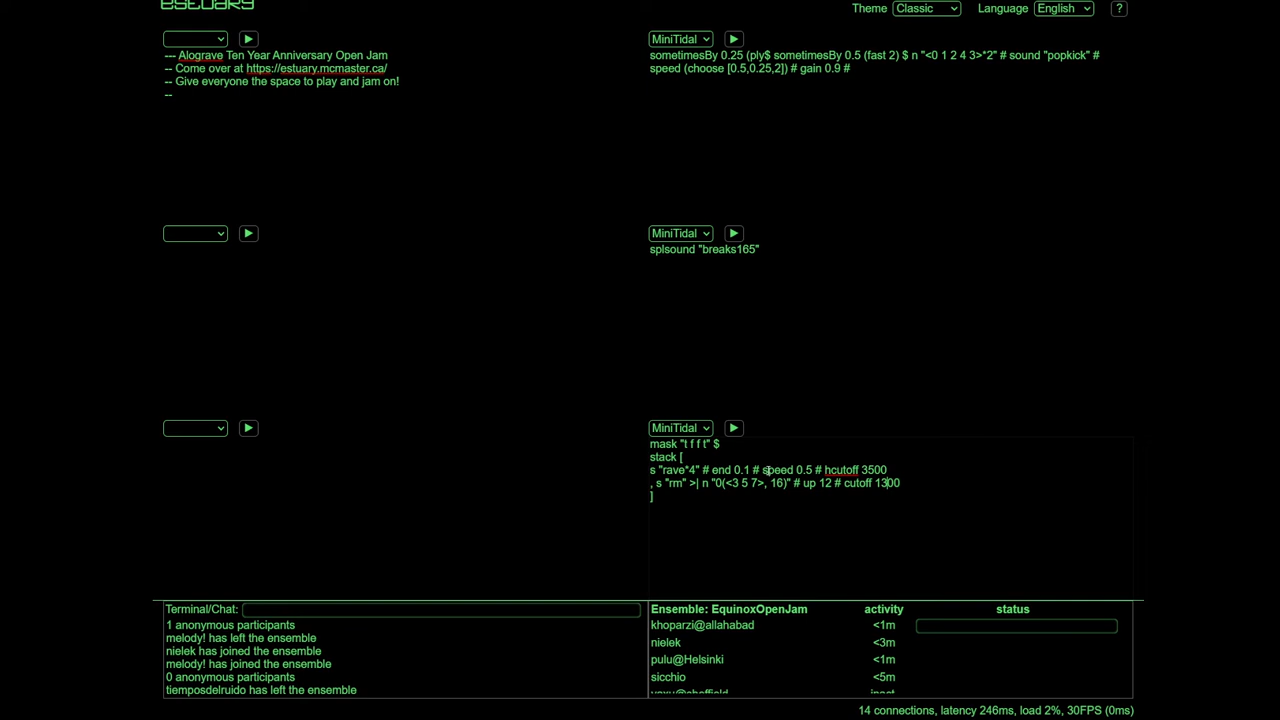 estuary
Theme Classic Language English ?
--- Alograve Ten Year Anniversary Open Jam
-- Come over at https://estuary.mcmaster.ca/
-- Give everyone the space to play and jam on!
--
MiniTidal
sometimesBy 0.25 (ply$ sometimesBy 0.5 (fast 2) $ n "<0 1 2 4 3>*2" # sound "popkick" #
speed (choose [0.5,0.25,2]) # gain 0.9 #
MiniTidal
splsound "breaks165"
MiniTidal
mask "t f f t" $
stack [
s "rave*4" # end 0.1 # speed 0.5 # hcutoff 3500
, s "rm" >| n "0(<3 5 7>, 16)" # up 12 # cutoff 1300
]
Terminal/Chat:
1 anonymous participants
melody! has left the ensemble
nielek has joined the ensemble
melody! has joined the ensemble
0 anonymous participants
tiemposdelruido has left the ensemble
Ensemble: EquinoxOpenJam activity status
khoparzi@allahabad <1m
nielek <3m
pulu@Helsinki <1m
sicchio <5m
inact
14 connections, latency 246ms, load 2%, 30FPS (0ms)